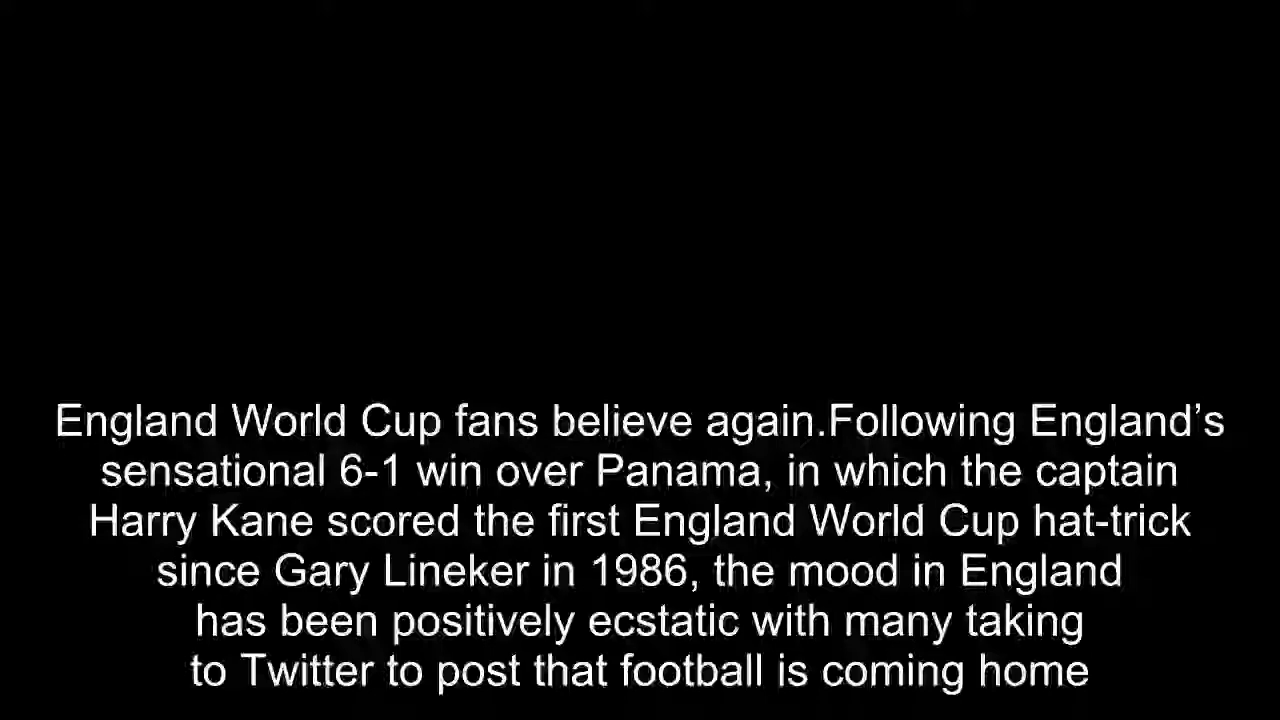 England World Cup fans believe again.Following England’s
sensational 6-1 win over Panama, in which the captain
Harry Kane scored the first England World Cup hat-trick
since Gary Lineker in 1986, the mood in England
has been positively ecstatic with many taking
to Twitter to post that football is coming home